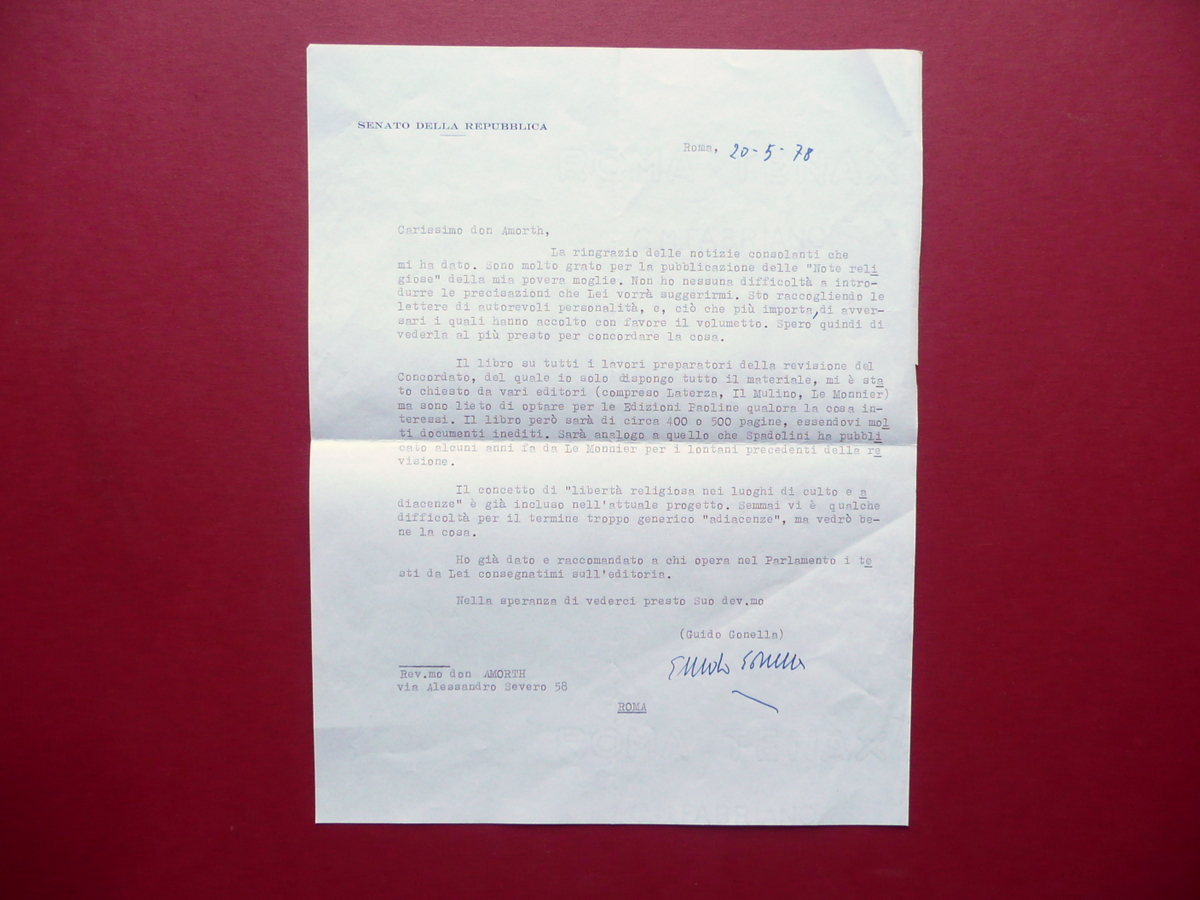 SENATO DELLA REPUBBLICA
Roma, 20-5-78
Carissimo don Amorth,
La ringrazio delle notizie consolanti che
mi ha dato. Sono molto grato per la pubblicazione delle "Note reli
giose" della mia povera moglie. Non ho nessuna difficoltà a intro-
durre le precisazioni che Lei vorrà suggerirmi. Sto raccogliendo le
lettere di autorevoli personalità, e, ciò che più importa, di avver-
sari i quali hanno accolto con favore il volumetto. Spero quindi di
vederla al più presto per concordare la cosa.
Il libro su tutti i lavori preparatori della revisione del
Concordato, del quale io solo dispongo tutto il materiale, mi è sta
to chiesto da vari editori (compreso Laterza, Il Mulino, Le Monnier)
ma sono lieto di optare per le Edizioni Paoline qualora la cosa in-
teressi. Il libro però sarà di circa 400 o 500 pagine, essendovi mol
ti documenti inediti. Sarà analogo a quello che Spadolini ha pubbli
cato alcuni anni fa da Le Monnier per i lontani precedenti della re
visione.
Il concetto di "libertà religiosa nei luoghi di culto e a
diacenze" è già incluso nell'attuale progetto. Semmai vi è qualche
difficoltà per il termine troppo generico "adiacenze", ma vedrò be-
ne la cosa.
Ho già dato e raccomandato a chi opera nel Parlamento i te
sti da Lei consegnatimi sull'editoria.
Nella speranza di vederci presto Suo dev.mo
(Guido Gonella)
Guido Gonella
Rev.mo don AMORTH
via Alessandro Severo 58
ROMA